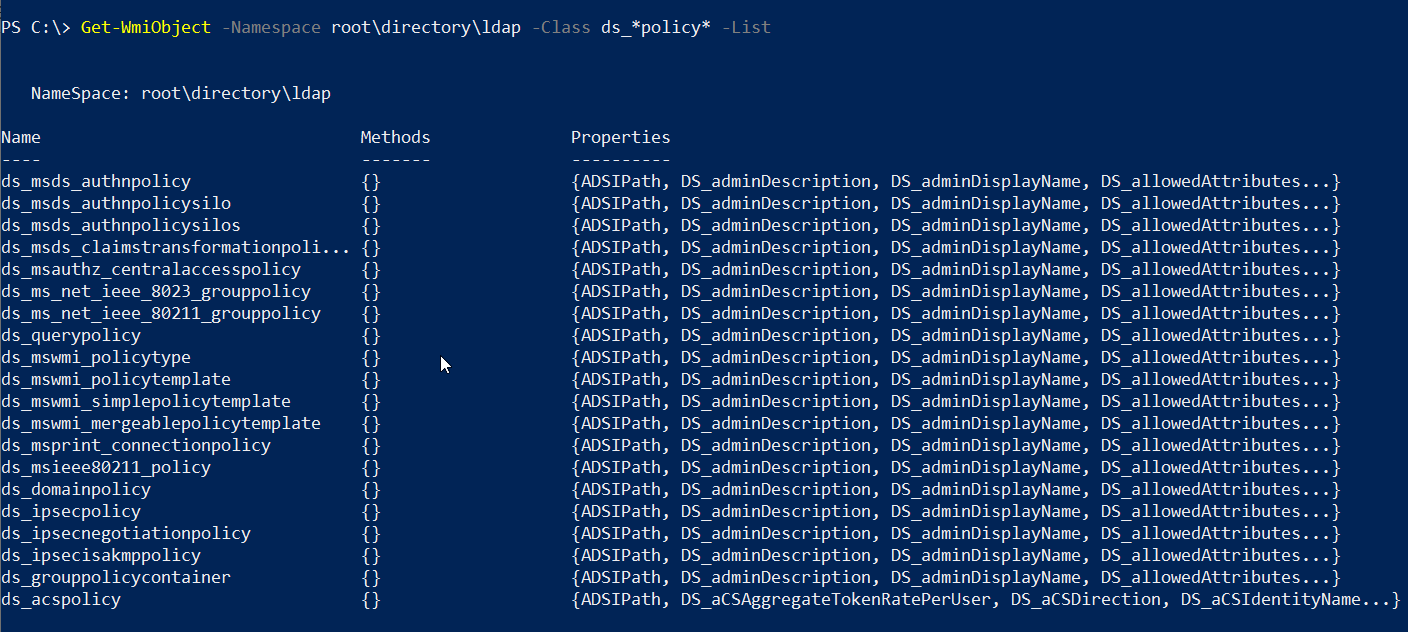 PS C:\> Get-WmiObject -Namespace root\directory\ldap -Class ds_*policy* -List
NameSpace: root\directory\ldap
Name Methods Properties
---- ------- ----------
ds_msds_authnpolicy {} {ADSIPath, DS_adminDescription, DS_adminDisplayName, DS_allowedAttributes...}
ds_msds_authnpolicysilo {} {ADSIPath, DS_adminDescription, DS_adminDisplayName, DS_allowedAttributes...}
ds_msds_authnpolicysilos {} {ADSIPath, DS_adminDescription, DS_adminDisplayName, DS_allowedAttributes...}
ds_msds_claimstransformationpoli... {} {ADSIPath, DS_adminDescription, DS_adminDisplayName, DS_allowedAttributes...}
ds_msauthz_centralaccesspolicy {} {ADSIPath, DS_adminDescription, DS_adminDisplayName, DS_allowedAttributes...}
ds_ms_net_ieee_8023_grouppolicy {} {ADSIPath, DS_adminDescription, DS_adminDisplayName, DS_allowedAttributes...}
ds_ms_net_ieee_80211_grouppolicy {} {ADSIPath, DS_adminDescription, DS_adminDisplayName, DS_allowedAttributes...}
ds_querypolicy {} {ADSIPath, DS_adminDescription, DS_adminDisplayName, DS_allowedAttributes...}
ds_mswmi_policytype {} {ADSIPath, DS_adminDescription, DS_adminDisplayName, DS_allowedAttributes...}
ds_mswmi_policytemplate {} {ADSIPath, DS_adminDescription, DS_adminDisplayName, DS_allowedAttributes...}
ds_mswmi_simplepolicytemplate {} {ADSIPath, DS_adminDescription, DS_adminDisplayName, DS_allowedAttributes...}
ds_mswmi_mergeablepolicytemplate {} {ADSIPath, DS_adminDescription, DS_adminDisplayName, DS_allowedAttributes...}
ds_msprint_connectionpolicy {} {ADSIPath, DS_adminDescription, DS_adminDisplayName, DS_allowedAttributes...}
ds_msieee80211_policy {} {ADSIPath, DS_adminDescription, DS_adminDisplayName, DS_allowedAttributes...}
ds_domainpolicy {} {ADSIPath, DS_adminDescription, DS_adminDisplayName, DS_allowedAttributes...}
ds_ipsecpolicy {} {ADSIPath, DS_adminDescription, DS_adminDisplayName, DS_allowedAttributes...}
ds_ipsecnegotiationpolicy {} {ADSIPath, DS_adminDescription, DS_adminDisplayName, DS_allowedAttributes...}
ds_ipsecisakmppolicy {} {ADSIPath, DS_adminDescription, DS_adminDisplayName, DS_allowedAttributes...}
ds_grouppolicycontainer {} {ADSIPath, DS_adminDescription, DS_adminDisplayName, DS_allowedAttributes...}
ds_acspolicy {} {ADSIPath, DS_aCSAggregateTokenRatePerUser, DS_aCSDirection, DS_aCSIdentityName...}